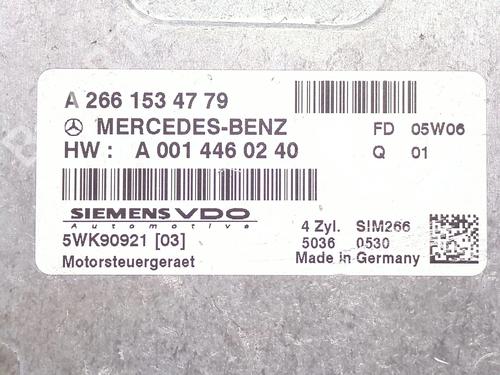 A 266 153 47 79
MERCEDES-BENZ
FD 05W06
HW : A 001 446 02 40
Q 01
SIEMENS VDO
Automotive
5WK90921 [03]
4 Zyl. SIM266
5036 0530
Motorsteuergeraet
Made in Germany